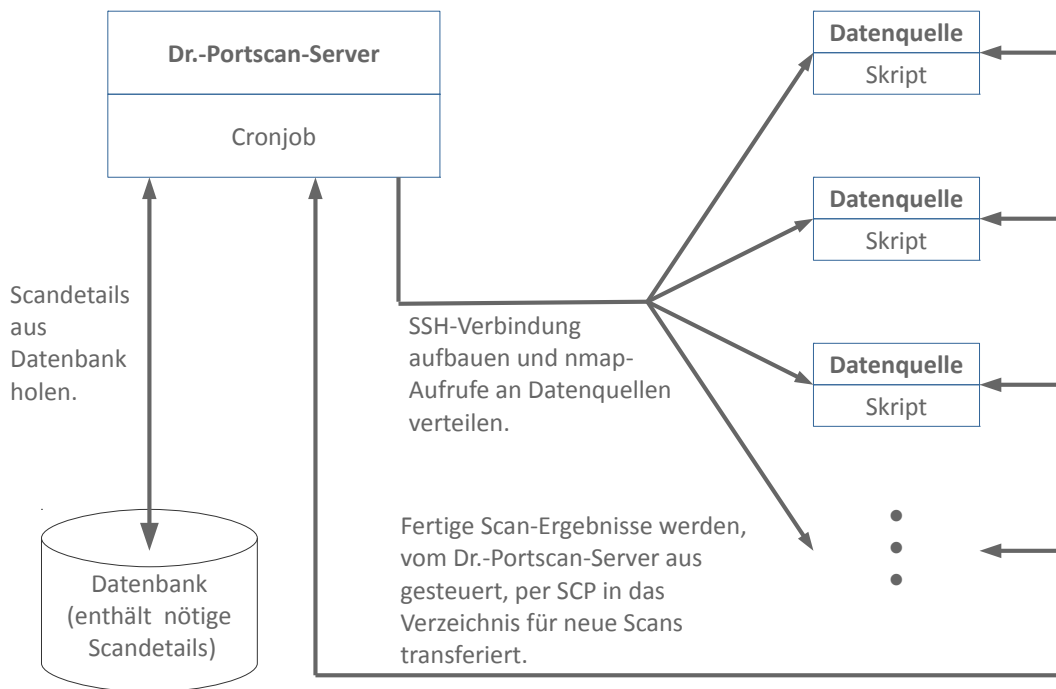 Dr.-Portscan-Server
Cronjob
Datenquelle
Skript
Datenquelle
Skript
Datenquelle
Skript
Scandetails
aus
Datenbank
holen.
SSH-Verbindung
aufbauen und nmap-
Aufrufe an Datenquellen
verteilen.
Fertige Scan-Ergebnisse werden,
vom Dr.-Portscan-Server aus
gesteuert, per SCP in das
Verzeichnis für neue Scans
transferiert.
Datenbank
(enthält nötige
Scandetails)